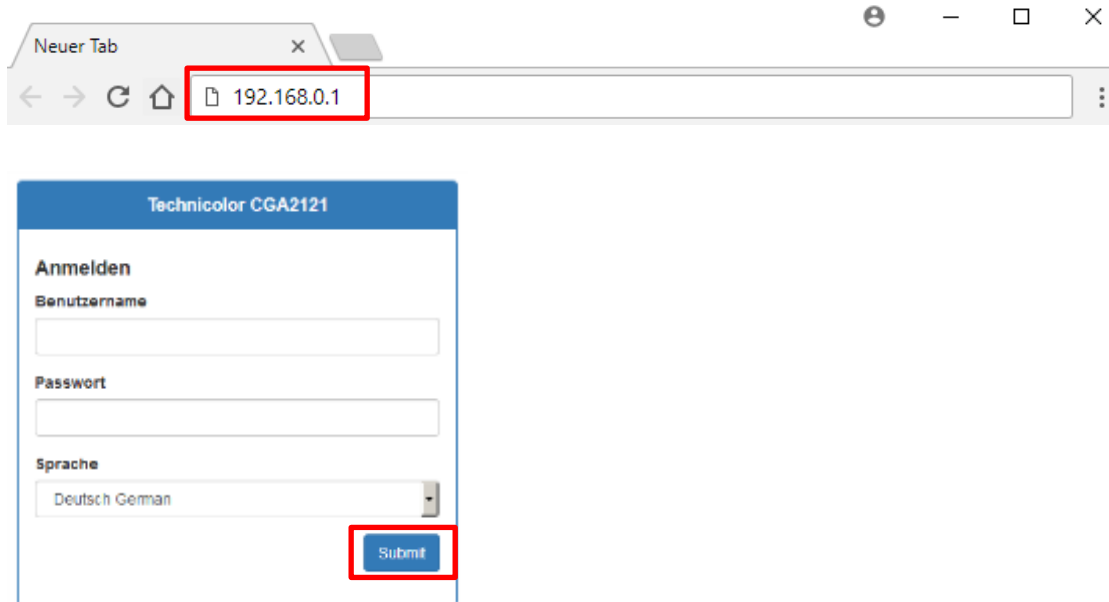 Neuer Tab
192.168.0.1
Technicolor CGA2121
Anmelden
Benutzername
Passwort
Sprache
Deutsch German
Submit